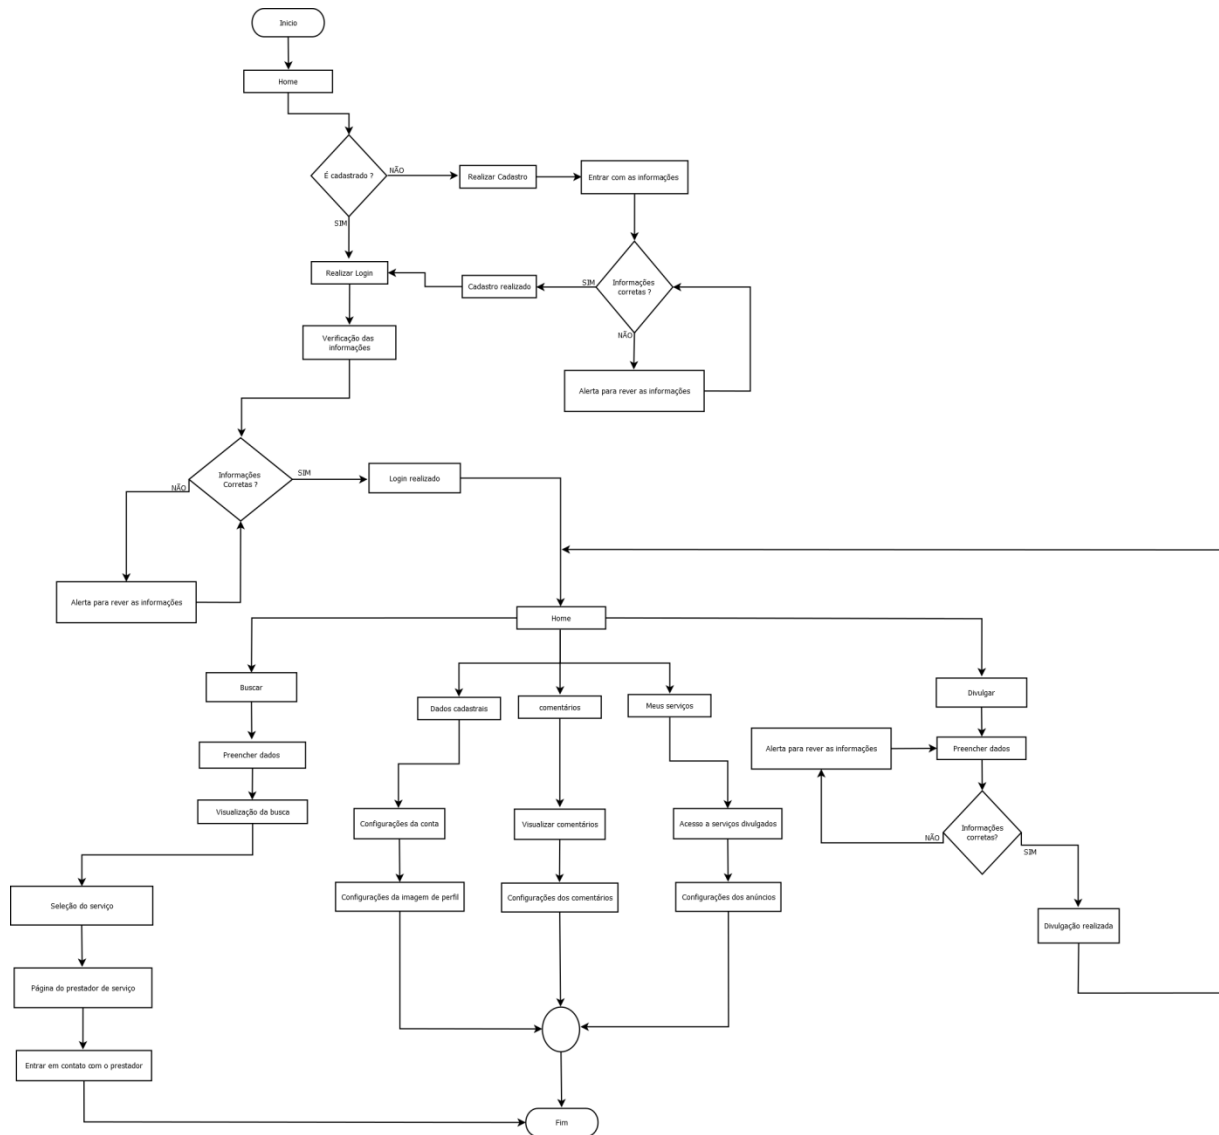 Inicio
Home
É cadastrado ?
NÃO
Realizar Cadastro
Entrar com as informações
SIM
Realizar Login
Cadastro realizado
SIM
Informações
corretas ?
NÃO
Verificação das
informações
Alerta para rever as informações
Informações
Corretas ?
SIM
NÃO
Login realizado
Alerta para rever as informações
Home
Buscar
Dados cadastrais
comentários
Meus serviços
Divulgar
Preencher dados
Alerta para rever as informações
Preencher dados
Visualização da busca
Configurações da conta
Visualizar comentários
Acesso a serviços divulgados
Informações
corretas?
NÃO
SIM
Seleção do serviço
Configurações da imagem de perfil
Configurações dos comentários
Configurações dos anúncios
Divulgação realizada
Página do prestador de serviço
Entrar em contato com o prestador
Fim